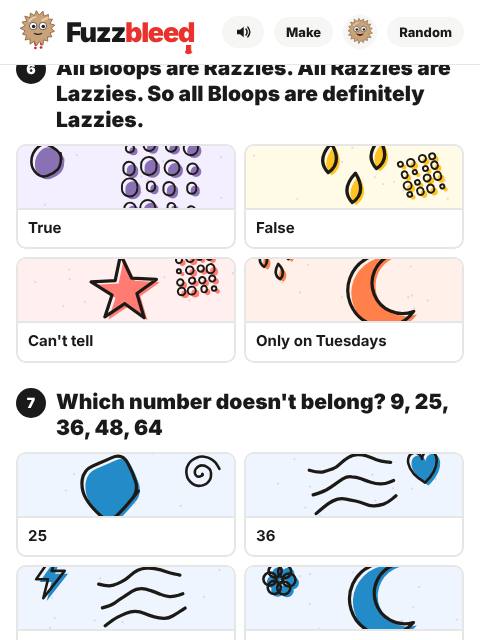 Fuzzbleed
Make
Random
6
All Bloops are Razzies. All Razzies are
Lazzies. So all Bloops are definitely
Lazzies.
True
False
Can't tell
Only on Tuesdays
7
Which number doesn't belong? 9, 25,
36, 48, 64
25
36